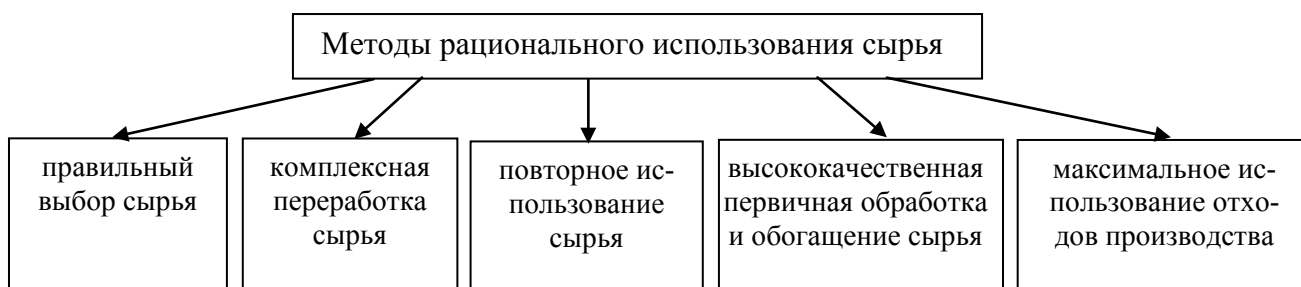 Методы рационального использования сырья
правильный
выбор сырья
комплексная
переработка
сырья
повторное ис-
пользование
сырья
высококачественная
первичная обработка
и обогащение сырья
максимальное ис-
пользование отхо-
дов производства